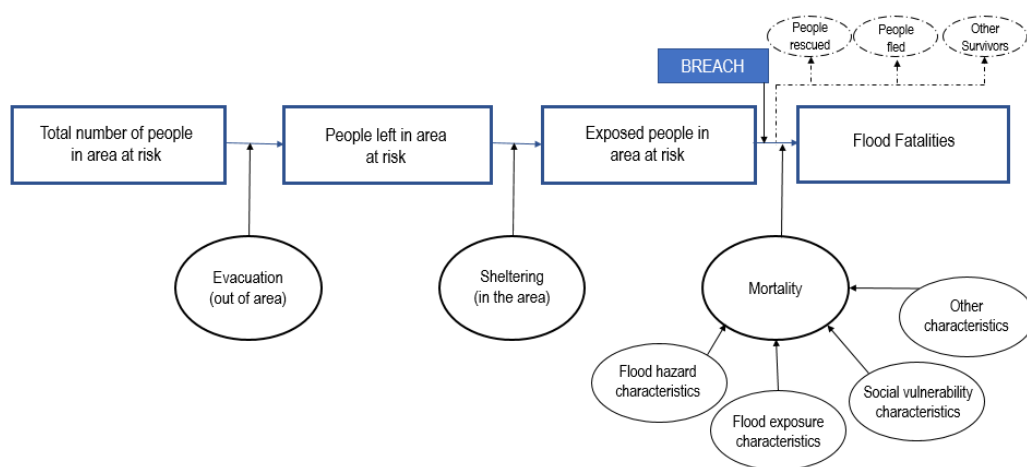 People
rescued
People
fled
Other
Survivors
BREACH
Total number of people
in area at risk
People left in area
at risk
Exposed people in
area at risk
Flood Fatalities
Evacuation
(out of area)
Sheltering
(in the area)
Mortality
Other
characteristics
Flood hazard
characteristics
Social vulnerability
characteristics
Flood exposure
characteristics